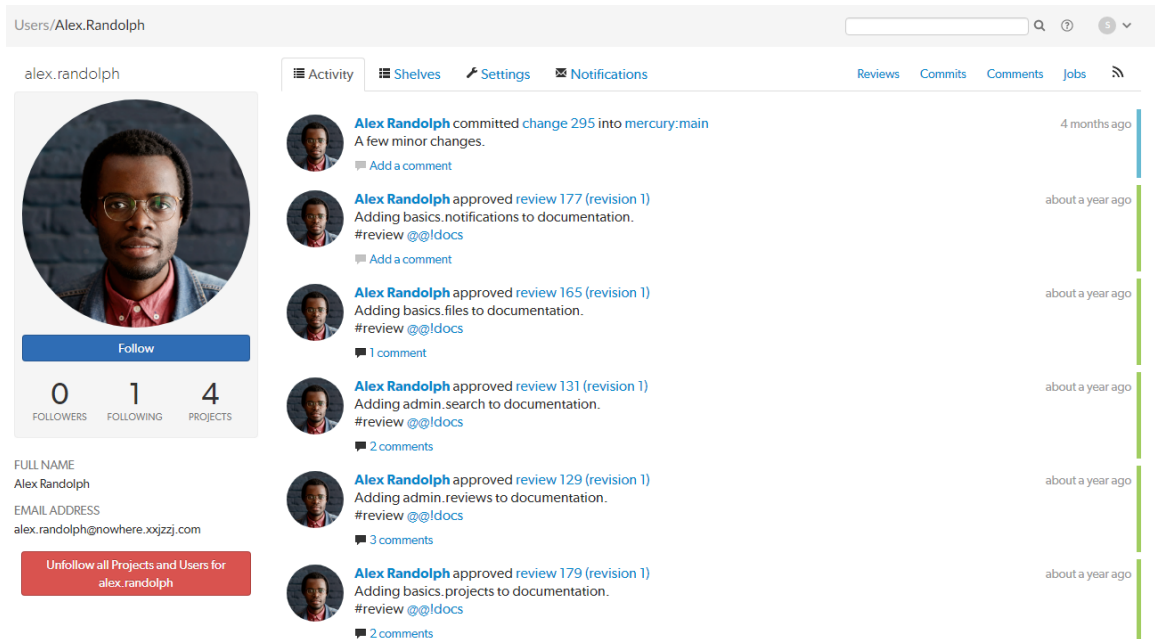 Users/Alex.Randolph
S
alex.randolph
Activity
Shelves
Settings
Notifications
Reviews
Commits
Comments
Jobs
Follow
0
1
4
FOLLOWERS
FOLLOWING
PROJECTS
FULL NAME
Alex Randolph
EMAIL ADDRESS
alex.randolph@nowhere.xxjzzj.com
Unfollow all Projects and Users for
alex.randolph
Alex Randolph committed change 295 into mercury:main
4 months ago
A few minor changes.
Add a comment
Alex Randolph approved review 177 (revision 1)
about a year ago
Adding basics.notifications to documentation.
#review @@!docs
Add a comment
Alex Randolph approved review 165 (revision 1)
about a year ago
Adding basics.files to documentation.
#review @@!docs
1 comment
Alex Randolph approved review 131 (revision 1)
about a year ago
Adding admin.search to documentation.
#review @@!docs
2 comments
Alex Randolph approved review 129 (revision 1)
about a year ago
Adding admin.reviews to documentation.
#review @@!docs
3 comments
Alex Randolph approved review 179 (revision 1)
about a year ago
Adding basics.projects to documentation.
#review @@!docs
2 comments